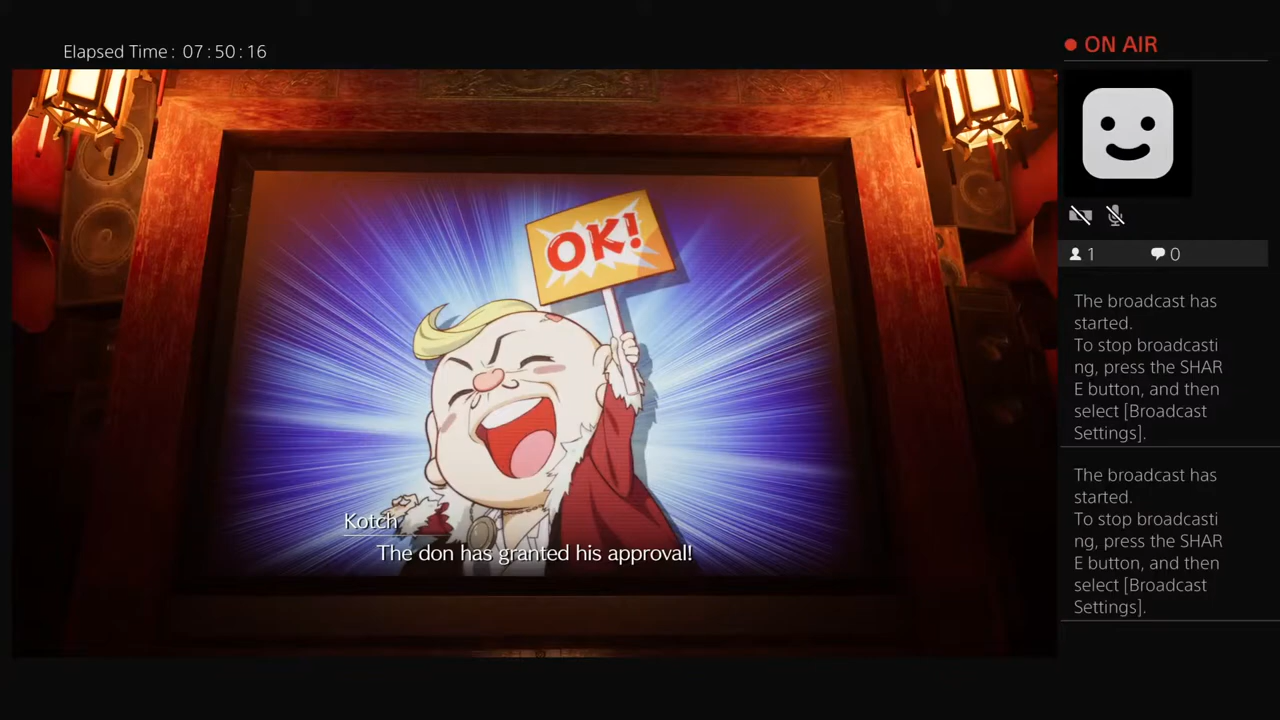 Elapsed Time: 07:50:16
ON AIR
OK!
1
0
The broadcast has
started.
To stop broadcasti
ng, press the SHAR
E button, and then
select [Broadcast
Settings].
The broadcast has
started.
To stop broadcasti
ng, press the SHAR
E button, and then
select [Broadcast
Settings].
Kotch
The don has granted his approval!